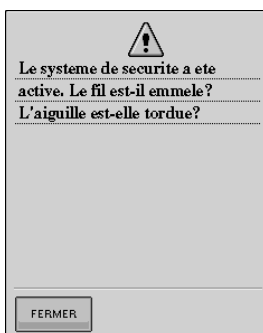 Le systeme de securite a ete
active. Le fil est-il emmele?
L'aiguille est-elle tordue?
FERMER